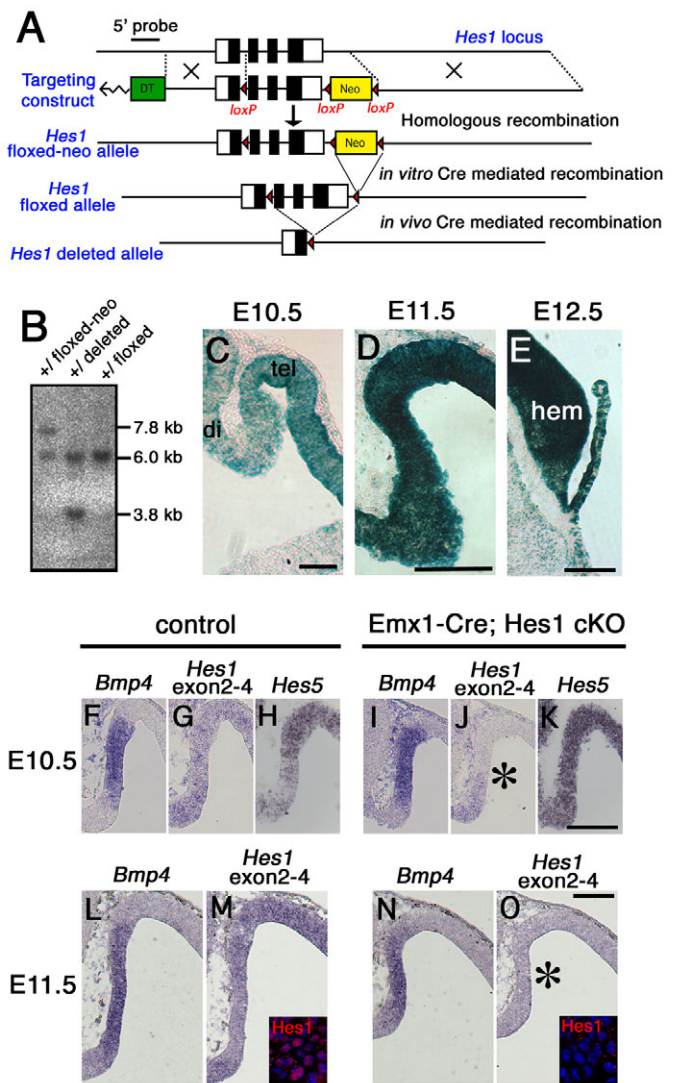 A
5' probe
Hes1 locus
Targeting
construct
DT
Neo
loxP
loxP
loxP
Homologous recombination
Hes1
floxed-neo allele
Neo
in vitro Cre mediated recombination
Hes1
floxed allele
in vivo Cre mediated recombination
Hes1 deleted allele
B
+/ floxed-neo
+/ deleted
+/ floxed
7.8 kb
6.0 kb
3.8 kb
E10.5
E11.5
E12.5
C
tel
di
D
E
hem
control
Emx1-Cre; Hes1 cKO
Bmp4
Hes1
exon2-4
Hes5
Bmp4
Hes1
exon2-4
Hes5
E10.5
F
G
H
I
J
*
K
Bmp4
Hes1
exon2-4
Bmp4
Hes1
exon2-4
E11.5
L
M
Hes1
N
O
*
Hes1